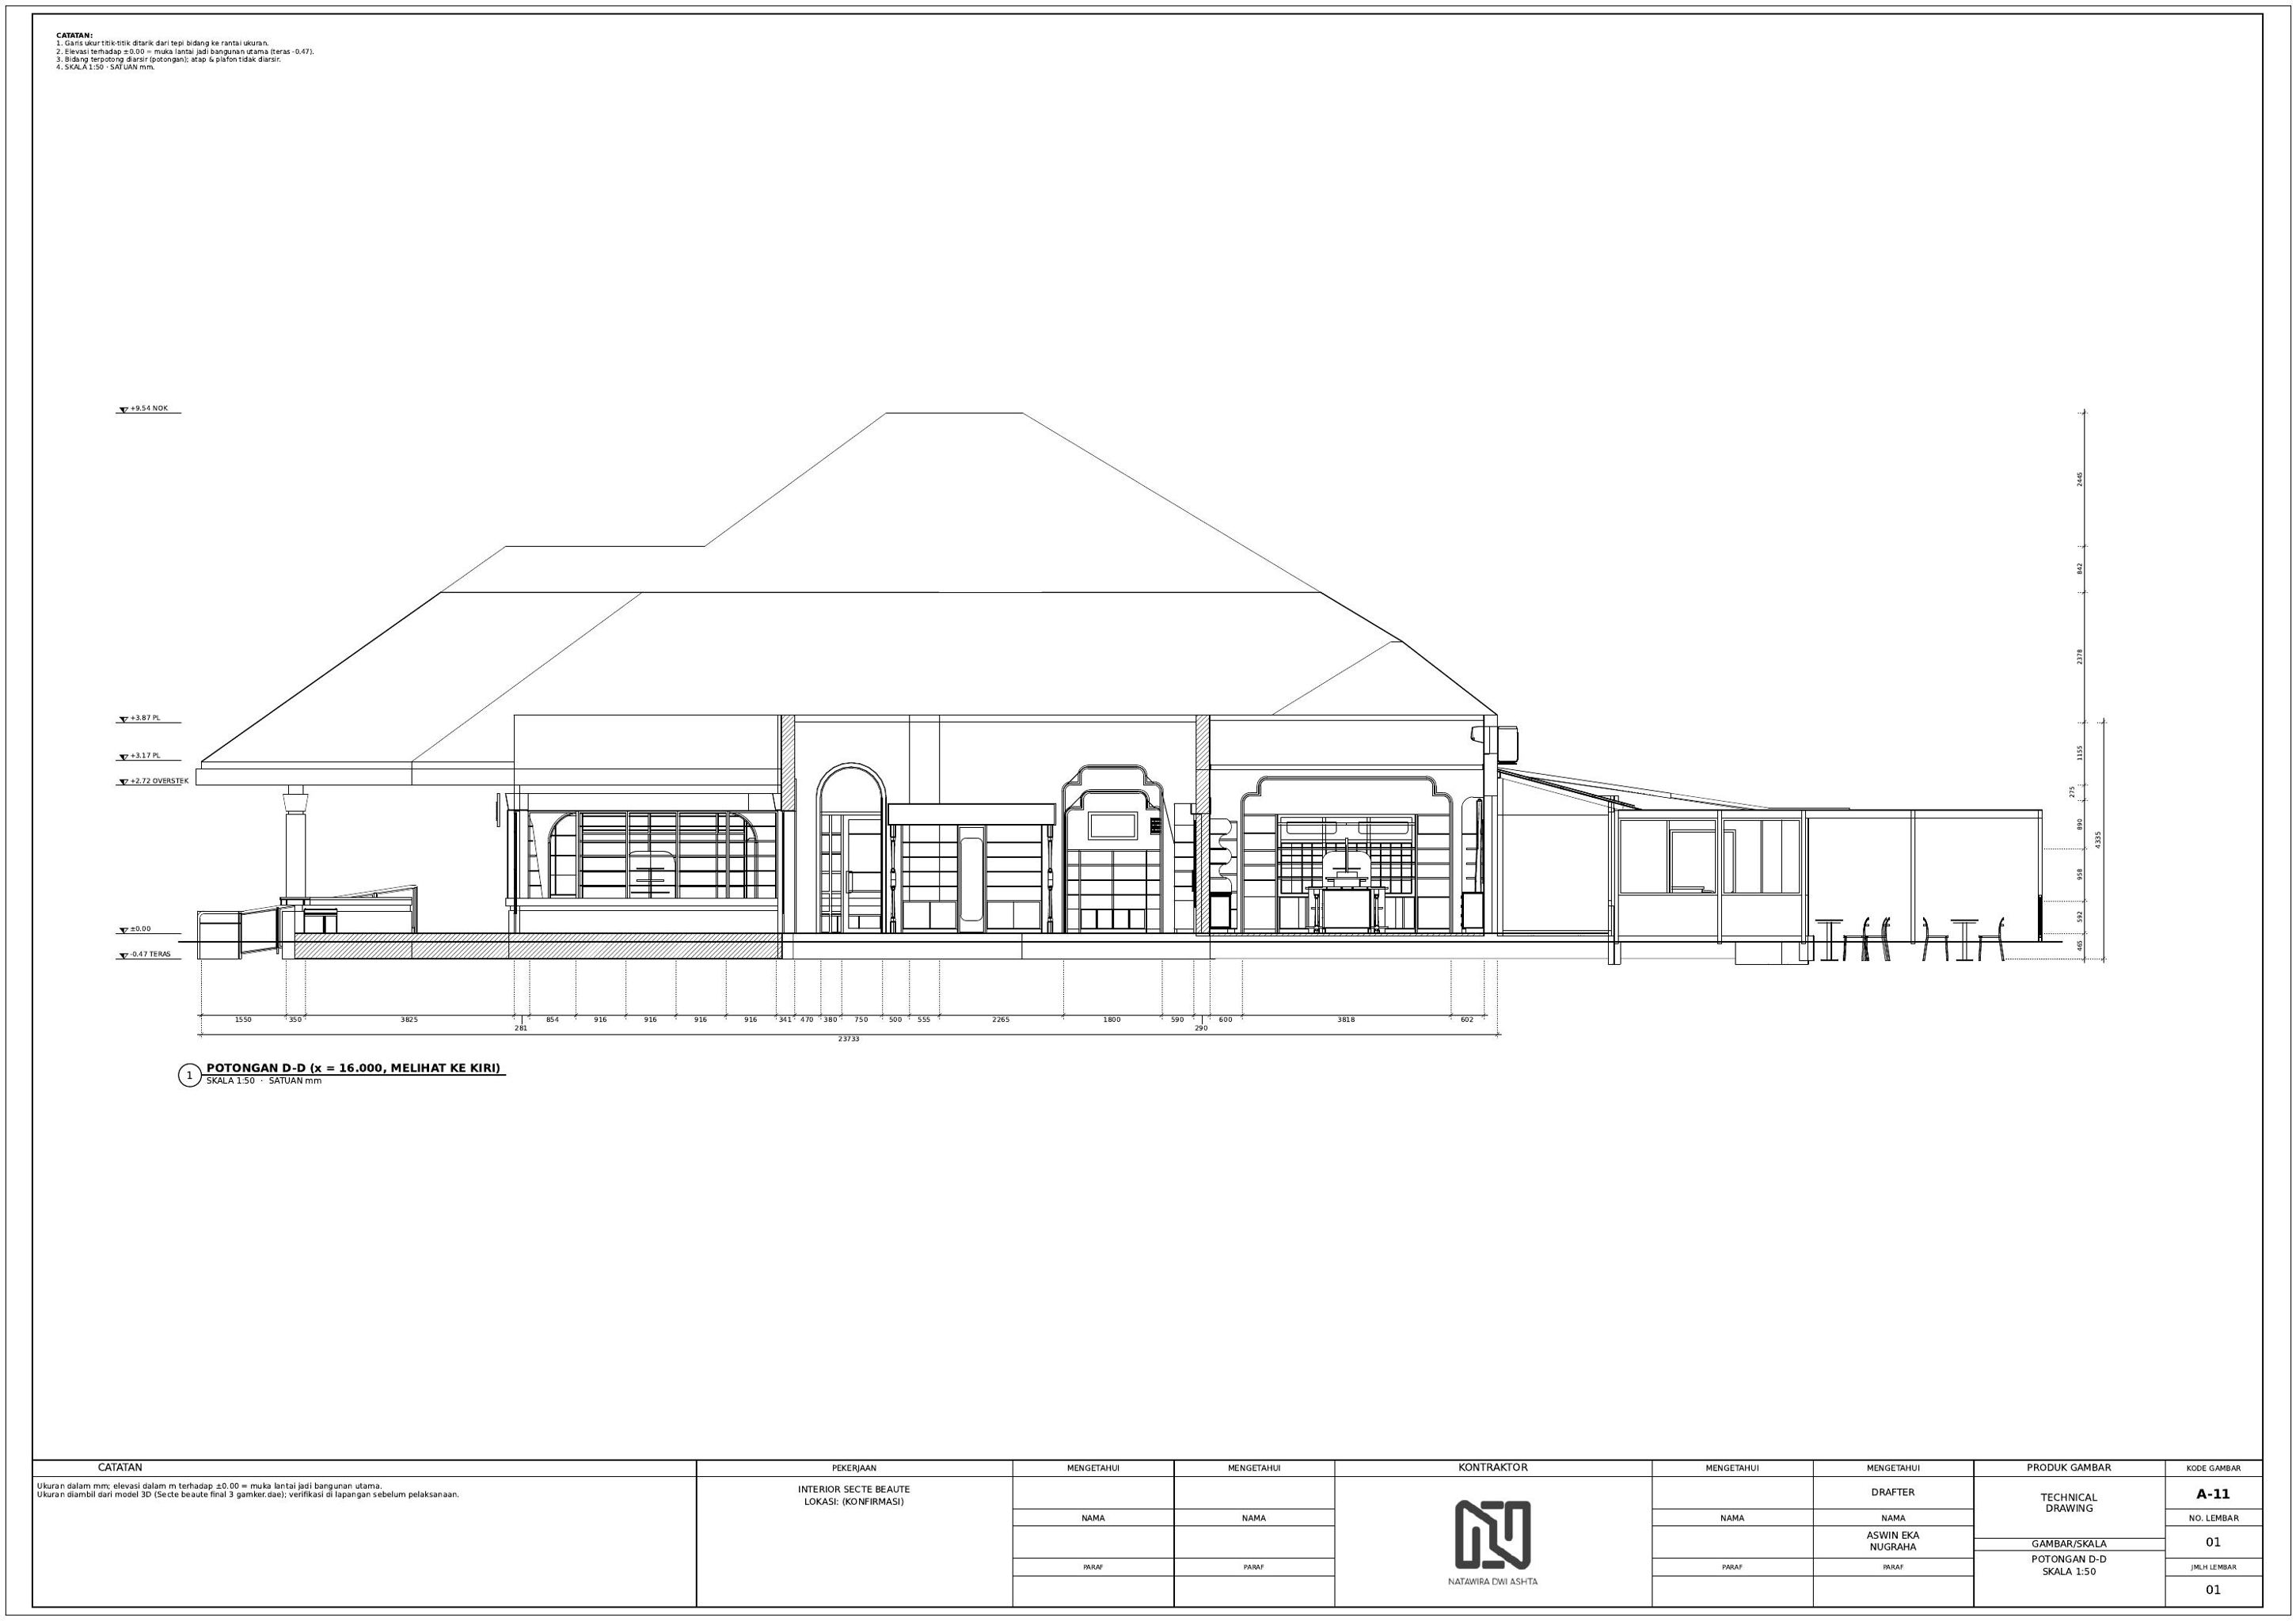 CATATAN:
1. Garis ukur titik-titik ditarik dari tepi bidang ke rantai ukuran.
2. Elevasi terhadap ±0.00 = muka lantai jadi bangunan utama (teras -0.47).
3. Bidang terpotong diarsir (potongan); atap & plafon tidak diarsir.
4. SKALA 1:50 - SATUAN mm.
+9.54 NOK
+3.87 PL
+3.17 PL
+2.72 OVERSTEK
±0.00
-0.47 TERAS
2445
842
2378
1155
275
890
958
592
465
4335
1550 350 3825 281 854 916 916 916 916 341 470 380 750 500 555 2265 1800 590 290 600 3818 602
23733
1 POTONGAN D-D (x = 16.000, MELIHAT KE KIRI)
SKALA 1:50 · SATUAN mm
CATATAN
Ukuran dalam mm; elevasi dalam m terhadap ±0.00 = muka lantai jadi bangunan utama.
Ukuran diambil dari model 3D (Secte beaute final 3 gamker.dae); verifikasi di lapangan sebelum pelaksanaan.
PEKERJAAN
INTERIOR SECTE BEAUTE
LOKASI: (KONFIRMASI)
MENGETAHUI
NAMA
PARAF
MENGETAHUI
NAMA
PARAF
KONTRAKTOR
NATAWIRA DWI ASHTA
MENGETAHUI
NAMA
PARAF
MENGETAHUI
DRAFTER
NAMA
ASWIN EKA
NUGRAHA
PARAF
PRODUK GAMBAR
TECHNICAL
DRAWING
GAMBAR/SKALA
POTONGAN D-D
SKALA 1:50
KODE GAMBAR
A-11
NO. LEMBAR
01
JMLH LEMBAR
01